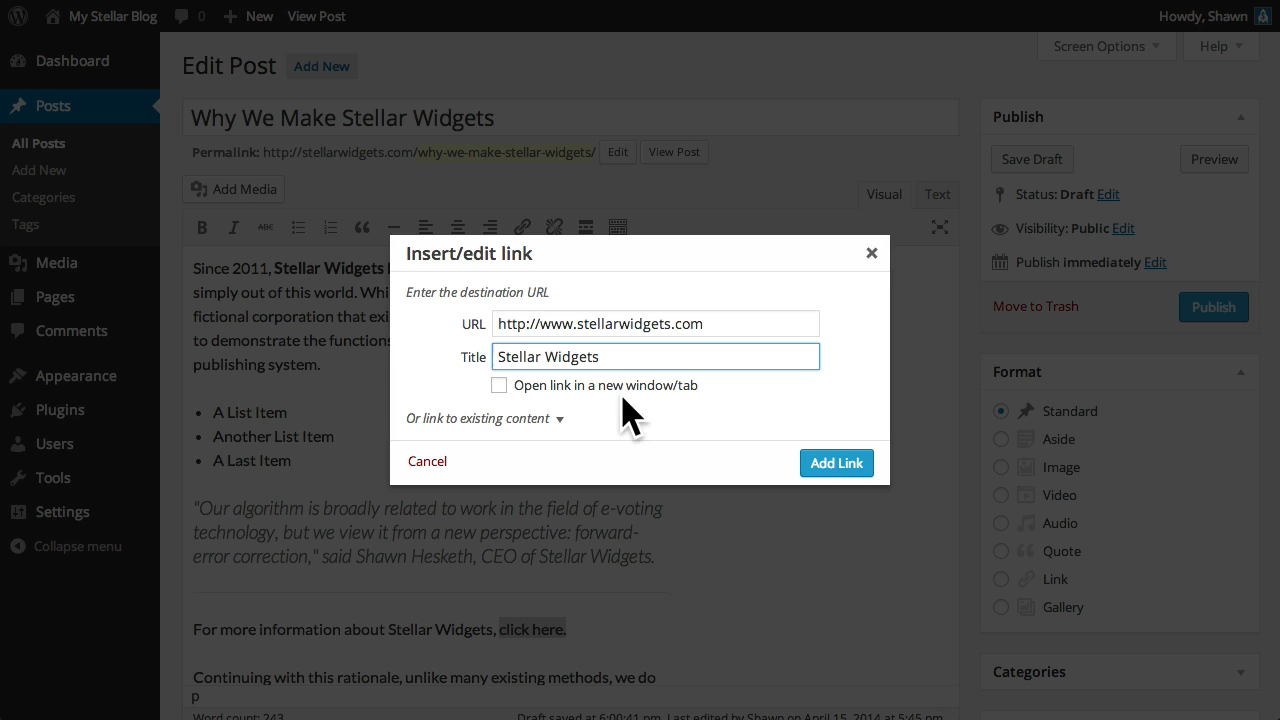 My Stellar Blog 0 New View Post Howdy, Shawn
Dashboard
Posts
All Posts
Add New
Categories
Tags
Media
Pages
Comments
Appearance
Plugins
Users
Tools
Settings
Collapse menu
Screen Options Help
Edit Post Add New
Why We Make Stellar Widgets
Permalink: http://stellarwidgets.com/why-we-make-stellar-widgets/ Edit View Post
Add Media
Visual Text
B I ABC
Since 2011, Stellar Widgets
simply out of this world.
fictional corporation that
to demonstrate the functions
publishing system.
• A List Item
• Another List Item
• A Last Item
"Our algorithm is broadly related to work in the field of e-voting
technology, but we view it from a new perspective: forward-
error correction," said Shawn Hesketh, CEO of Stellar Widgets.
For more information about Stellar Widgets, click here.
Continuing with this rationale, unlike many existing methods, we do
p
Word count: 243 Draft saved at 6:00:41 pm. Last edited by Shawn on April 15, 2014 at 5:45 pm
Insert/edit link
Enter the destination URL
URL http://www.stellarwidgets.com
Title Stellar Widgets
Open link in a new window/tab
Or link to existing content
Cancel Add Link
Publish
Save Draft Preview
Status: Draft Edit
Visibility: Public Edit
Publish immediately Edit
Move to Trash Publish
Format
Standard
Aside
Image
Video
Audio
Quote
Link
Gallery
Categories